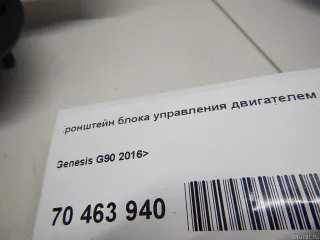 ронштейн блока управления двигателем
Genesis G90 2016>
70 463 940